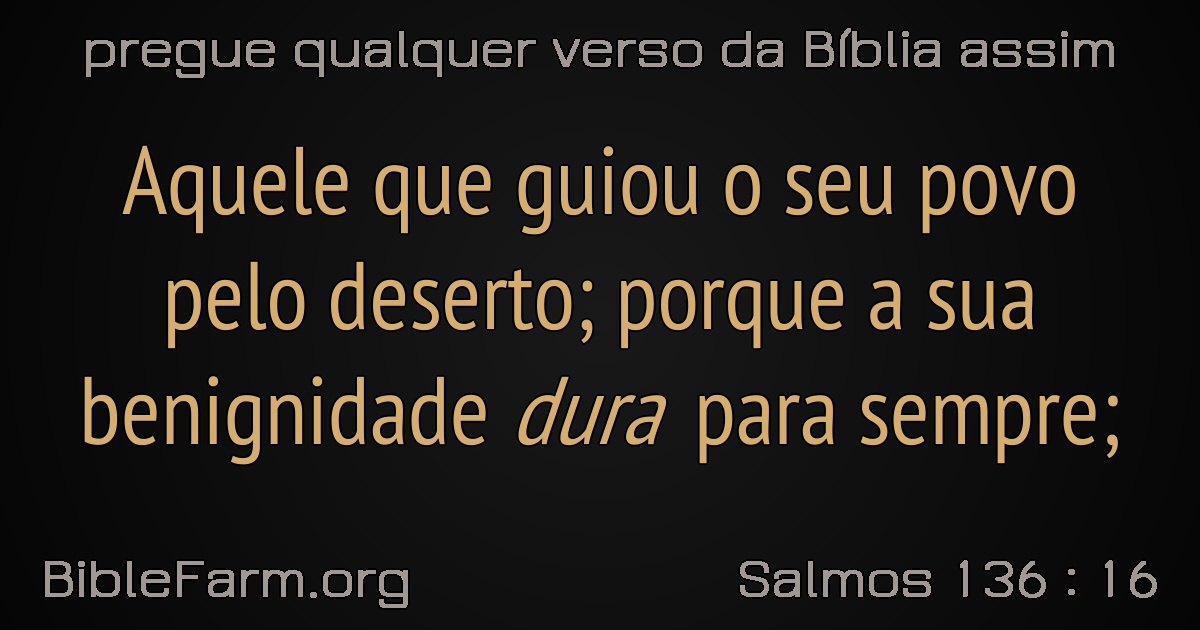 pregue qualquer verso da Bíblia assim
Aquele que guiou o seu povo
pelo deserto; porque a sua
benignidade dura para sempre;
BibleFarm.org
Salmos 136 : 16